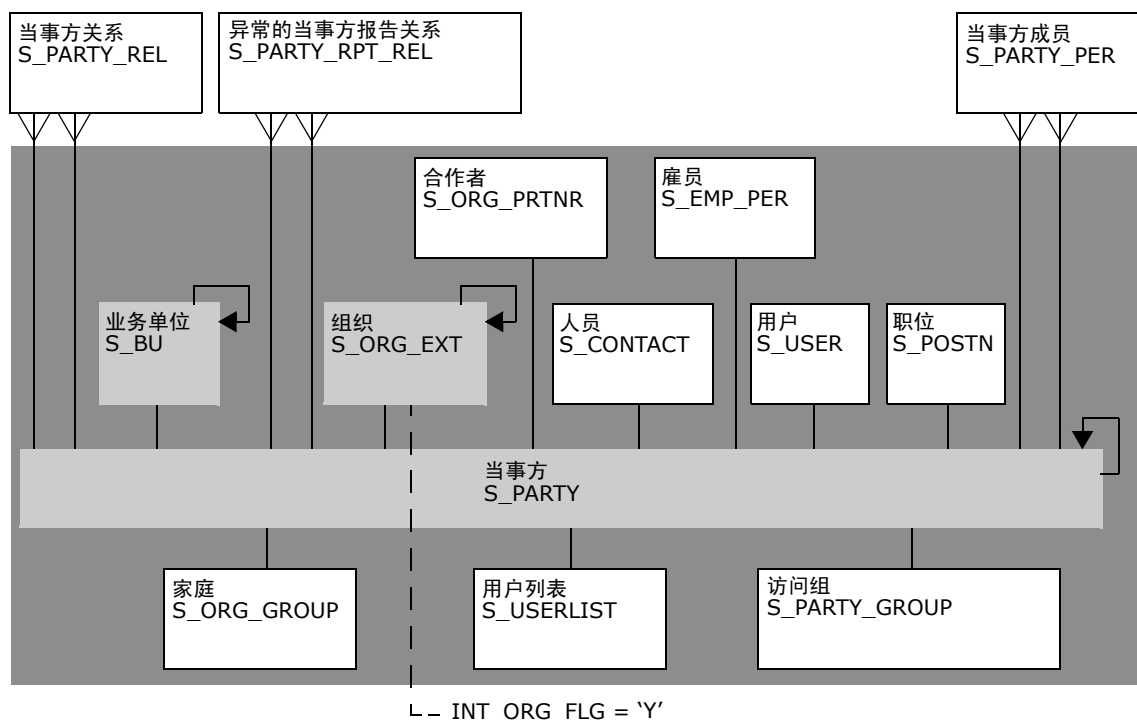 当事方关系
S_PARTY_REL
异常的当事方报告关系
S_PARTY_RPT_REL
当事方成员
S_PARTY_PER
合作者
S_ORG_PRTNR
雇员
S_EMP_PER
业务单位
S_BU
组织
S_ORG_EXT
人员
S_CONTACT
用户
S_USER
职位
S_POSTN
当事方
S_PARTY
家庭
S_ORG_GROUP
用户列表
S_USERLIST
访问组
S_PARTY_GROUP
INT_ORG_FLG = ‘Y’